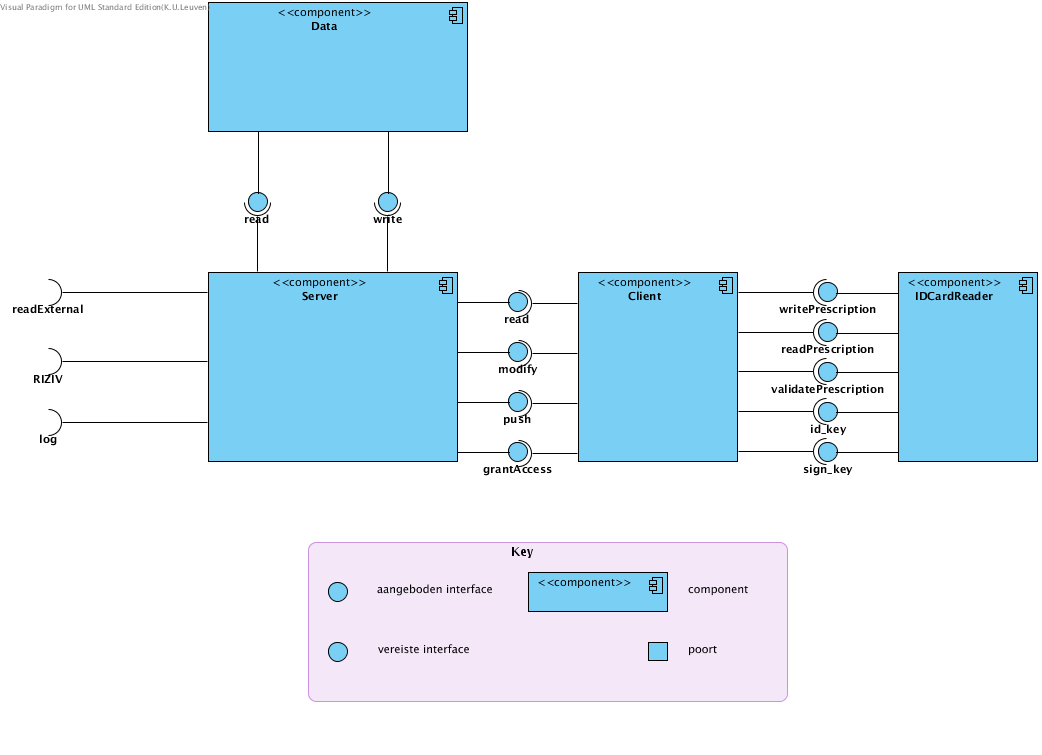 Visual Paradigm for UML Standard Edition(K.U.Leuven
<<component>>
Data
read
write
<<component>>
Server
<<component>>
Client
<<component>>
IDCardReader
readExternal
RIZIV
log
read
modify
push
grantAccess
writePrescription
readPrescription
validatePrescription
id_key
sign_key
Key
aangeboden interface
<<component>>
component
vereiste interface
poort